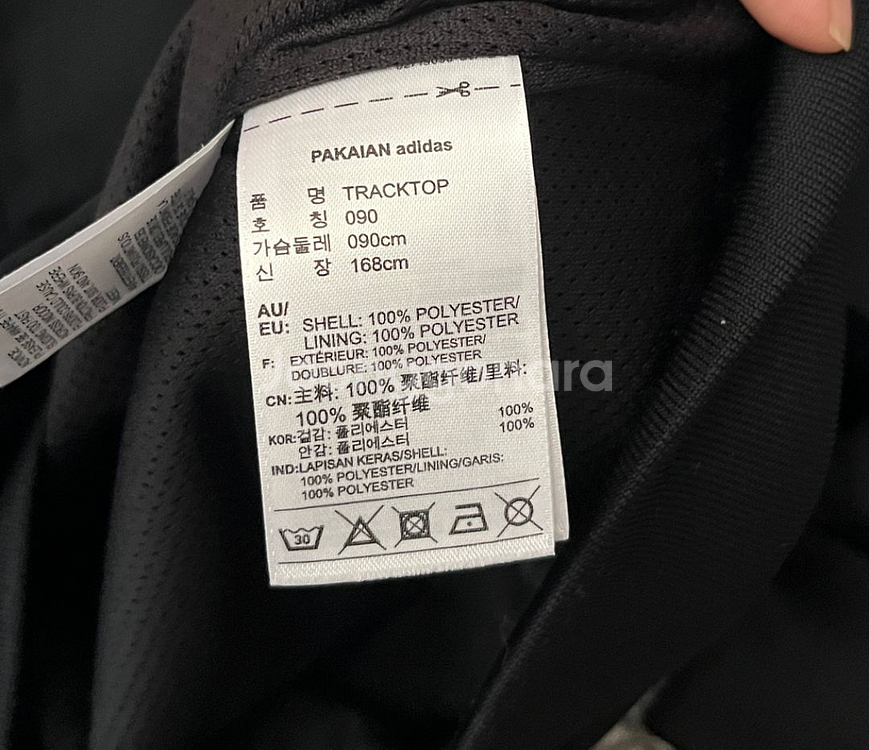 PAKAIAN adidas
품 명 TRACKTOP
호 칭 090
가슴둘레 090cm
신 장 168cm
AU/
EU: SHELL: 100% POLYESTER/
LINING: 100% POLYESTER
F: EXTÉRIEUR: 100% POLYESTER/
DOUBLURE: 100% POLYESTER
CN:主料: 100% 聚酯纤维/里料:
100% 聚酯纤维
KOR:겉감: 폴리에스터 100%
안감: 폴리에스터 100%
IND:LAPISAN KERAS/SHELL:
100% POLYESTER/LINING/GARIS:
100% POLYESTER
30